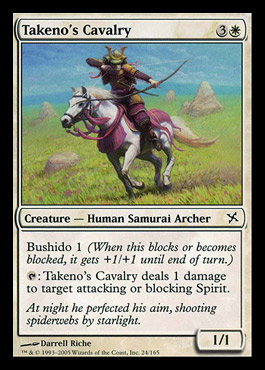 Takeno's Cavalry 3
Creature — Human Samurai Archer
Bushido 1 (When this blocks or becomes
blocked, it gets +1/+1 until end of turn.)
: Takeno's Cavalry deals 1 damage
to target attacking or blocking Spirit.
At night he perfected his aim, shooting
spiderwebs by starlight.
Darrell Riche
™ & © 1993–2005 Wizards of the Coast, Inc. 24/165
1/1